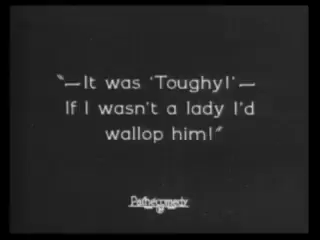 "—It was 'Toughy!'—
If I wasn't a lady I'd
wallop him!"
Pathécomedy